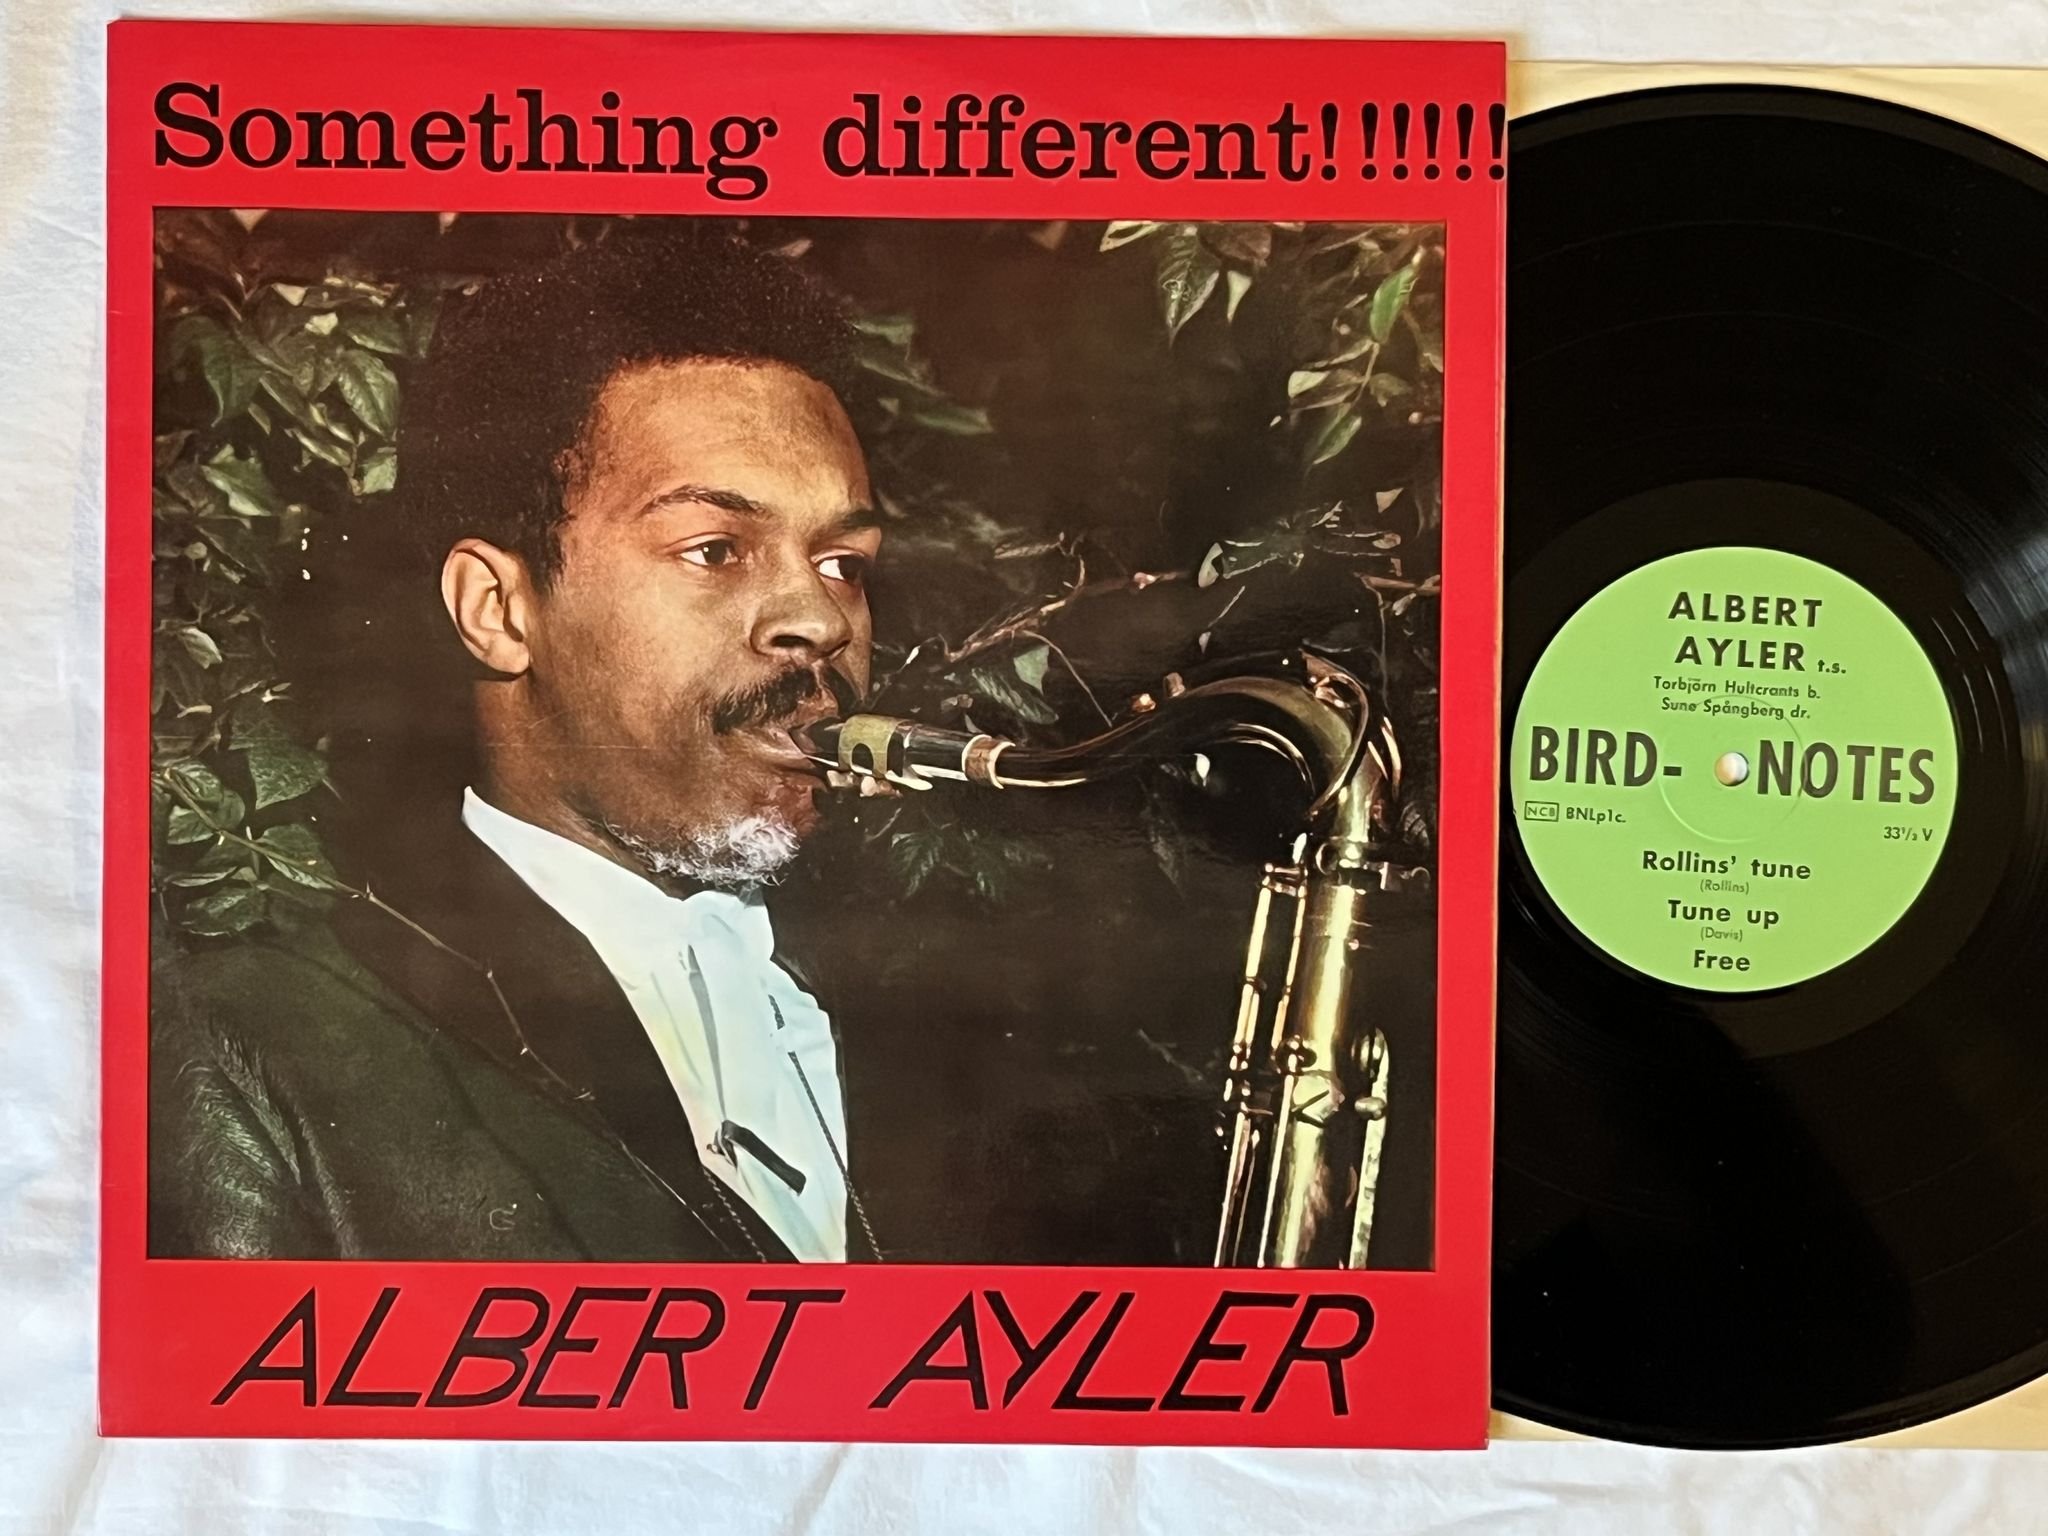 Something different!!!!!!
ALBERT AYLER
ALBERT
AYLER t.s.
Torbjörn Hultcrants b.
Sune Spångberg dr.
BIRD-NOTES
NCB BNLp1c.
33⅓ V
Rollins' tune
(Rollins)
Tune up
(Davis)
Free